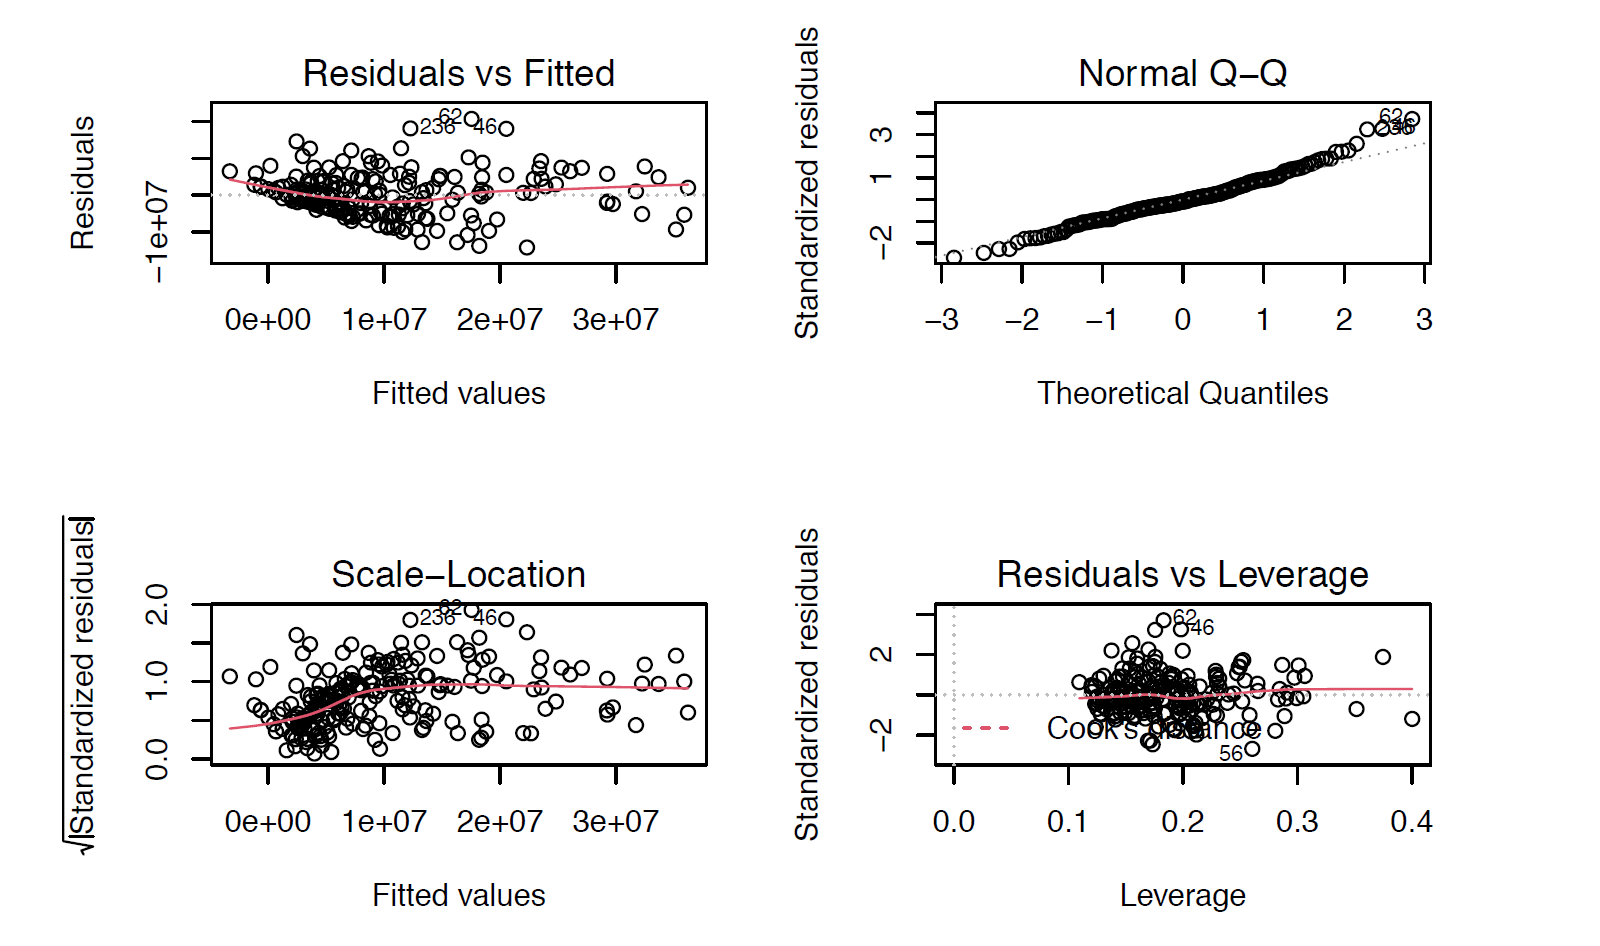 Residuals vs Fitted
Residuals
−1e+07
62
236
46
0e+00 1e+07 2e+07 3e+07
Fitted values
Normal Q−Q
Standardized residuals
−2 1 3
62
236
46
−3 −2 −1 0 1 2 3
Theoretical Quantiles
Scale−Location
√|Standardized residuals|
0.0 1.0 2.0
62
236
46
0e+00 1e+07 2e+07 3e+07
Fitted values
Residuals vs Leverage
Standardized residuals
−2 2
62
46
Cook's distance
56
0.0 0.1 0.2 0.3 0.4
Leverage